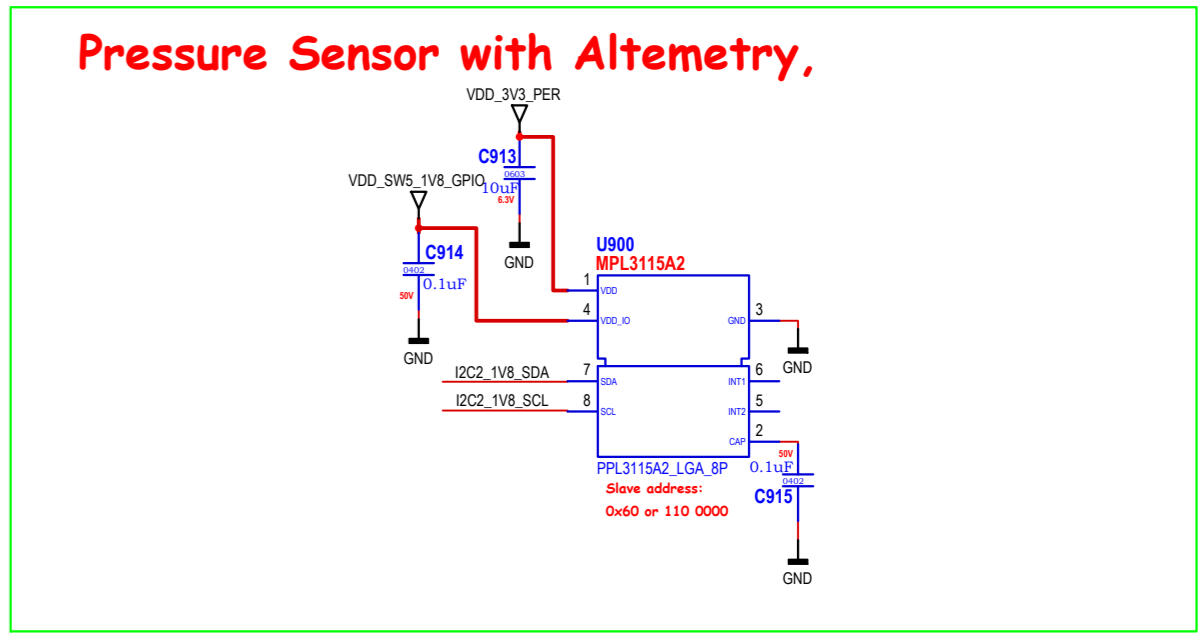 Pressure Sensor with Altemetry,
VDD_3V3_PER
C913
0603
10uF
6.3V
GND
VDD_SW5_1V8_GPIO
C914
0402
0.1uF
50V
GND
U900
MPL3115A2
1
VDD
4
VDD_IO
3
GND
GND
I2C2_1V8_SDA
7
SDA
6
INT1
I2C2_1V8_SCL
8
SCL
5
INT2
2
CAP
PPL3115A2_LGA_8P
Slave address:
0x60 or 110 0000
50V
0.1uF
0402
C915
GND